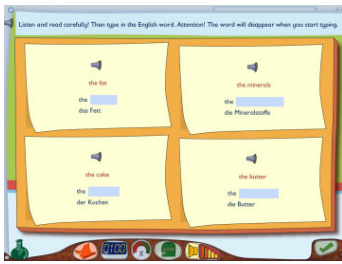 Listen and read carefully! Then type in the English word. Attention! The word will disappear when you start typing.
the fat
the
das Fett
the minerals
the
die Mineralstoffe
the cake
the
der Kuchen
the butter
the
die Butter